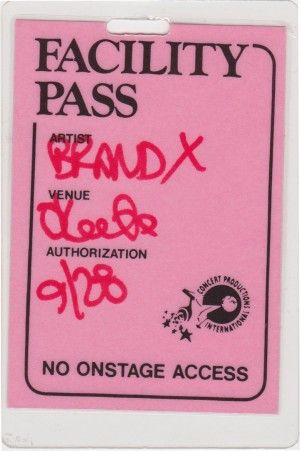 FACILITY
PASS
ARTIST
BRAND X
VENUE
AUTHORIZATION
9/28
CONCERT PRODUCTIONS
INTERNATIONAL
NO ONSTAGE ACCESS